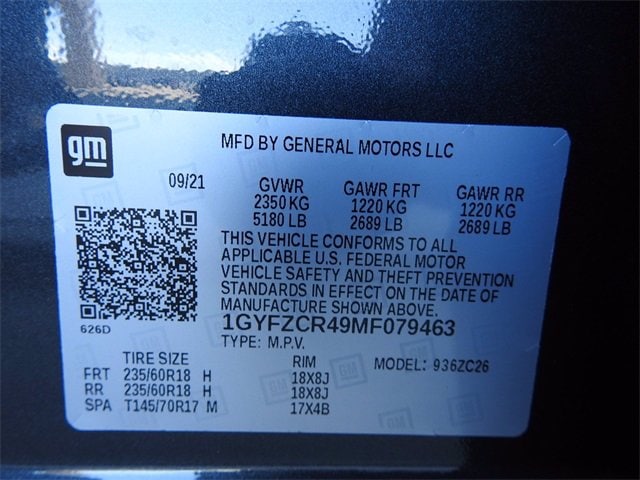 gm
MFD BY GENERAL MOTORS LLC
09/21
GVWR GAWR FRT GAWR RR
2350 KG 1220 KG 1220 KG
5180 LB 2689 LB 2689 LB
THIS VEHICLE CONFORMS TO ALL
APPLICABLE U.S. FEDERAL MOTOR
VEHICLE SAFETY AND THEFT PREVENTION
STANDARDS IN EFFECT ON THE DATE OF
MANUFACTURE SHOWN ABOVE.
626D
1GYFZCR49MF079463
TYPE: M.P.V.
TIRE SIZE RIM MODEL: 936ZC26
FRT 235/60R18 H 18X8J
RR 235/60R18 H 18X8J
SPA T145/70R17 M 17X4B